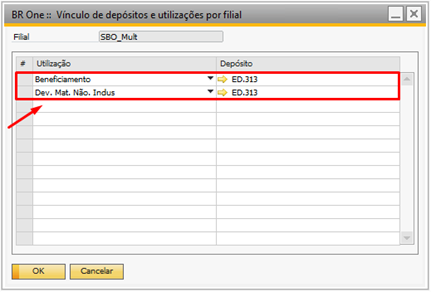 BR One :: Vínculo de depósitos e utilizações por filial
Filial SBO_Mult
# Utilização Depósito
Beneficiamento ED.313
Dev. Mat. Não. Indus ED.313
OK Cancelar